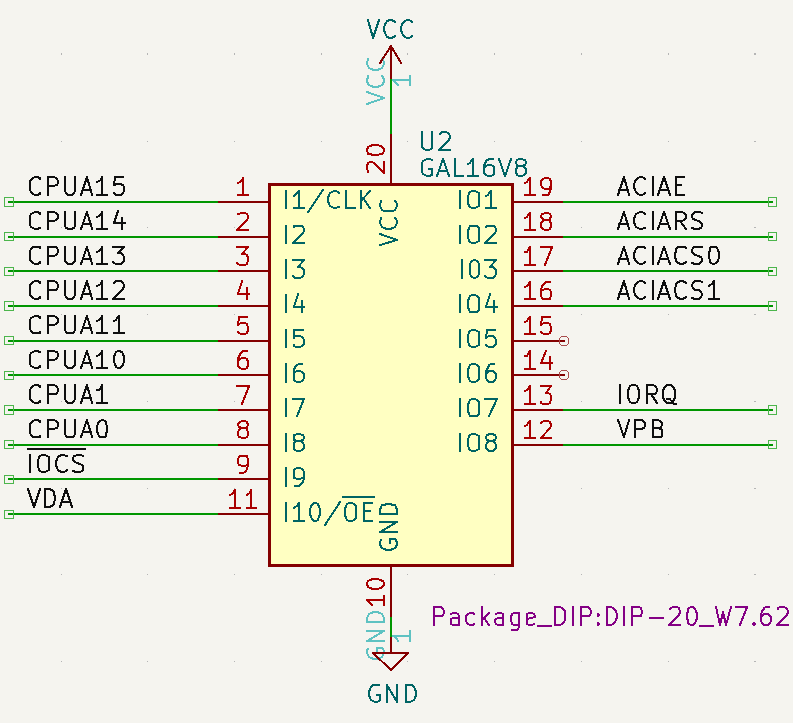 VCC
VCC
1
20
U2
GAL16V8
CPUA15 1 I1/CLK IO1 19 ACIAE
VCC
CPUA14 2 I2 IO2 18 ACIARS
CPUA13 3 I3 I03 17 ACIACS0
CPUA12 4 I4 IO4 16 ACIACS1
CPUA11 5 I5 IO5 15
CPUA10 6 I6 IO6 14
CPUA1 7 I7 IO7 13 IORQ
CPUA0 8 I8 IO8 12 VPB
IOCS 9 I9
VDA 11 I10/OE
GND
10
Package_DIP:DIP-20_W7.62
GND
1
GND